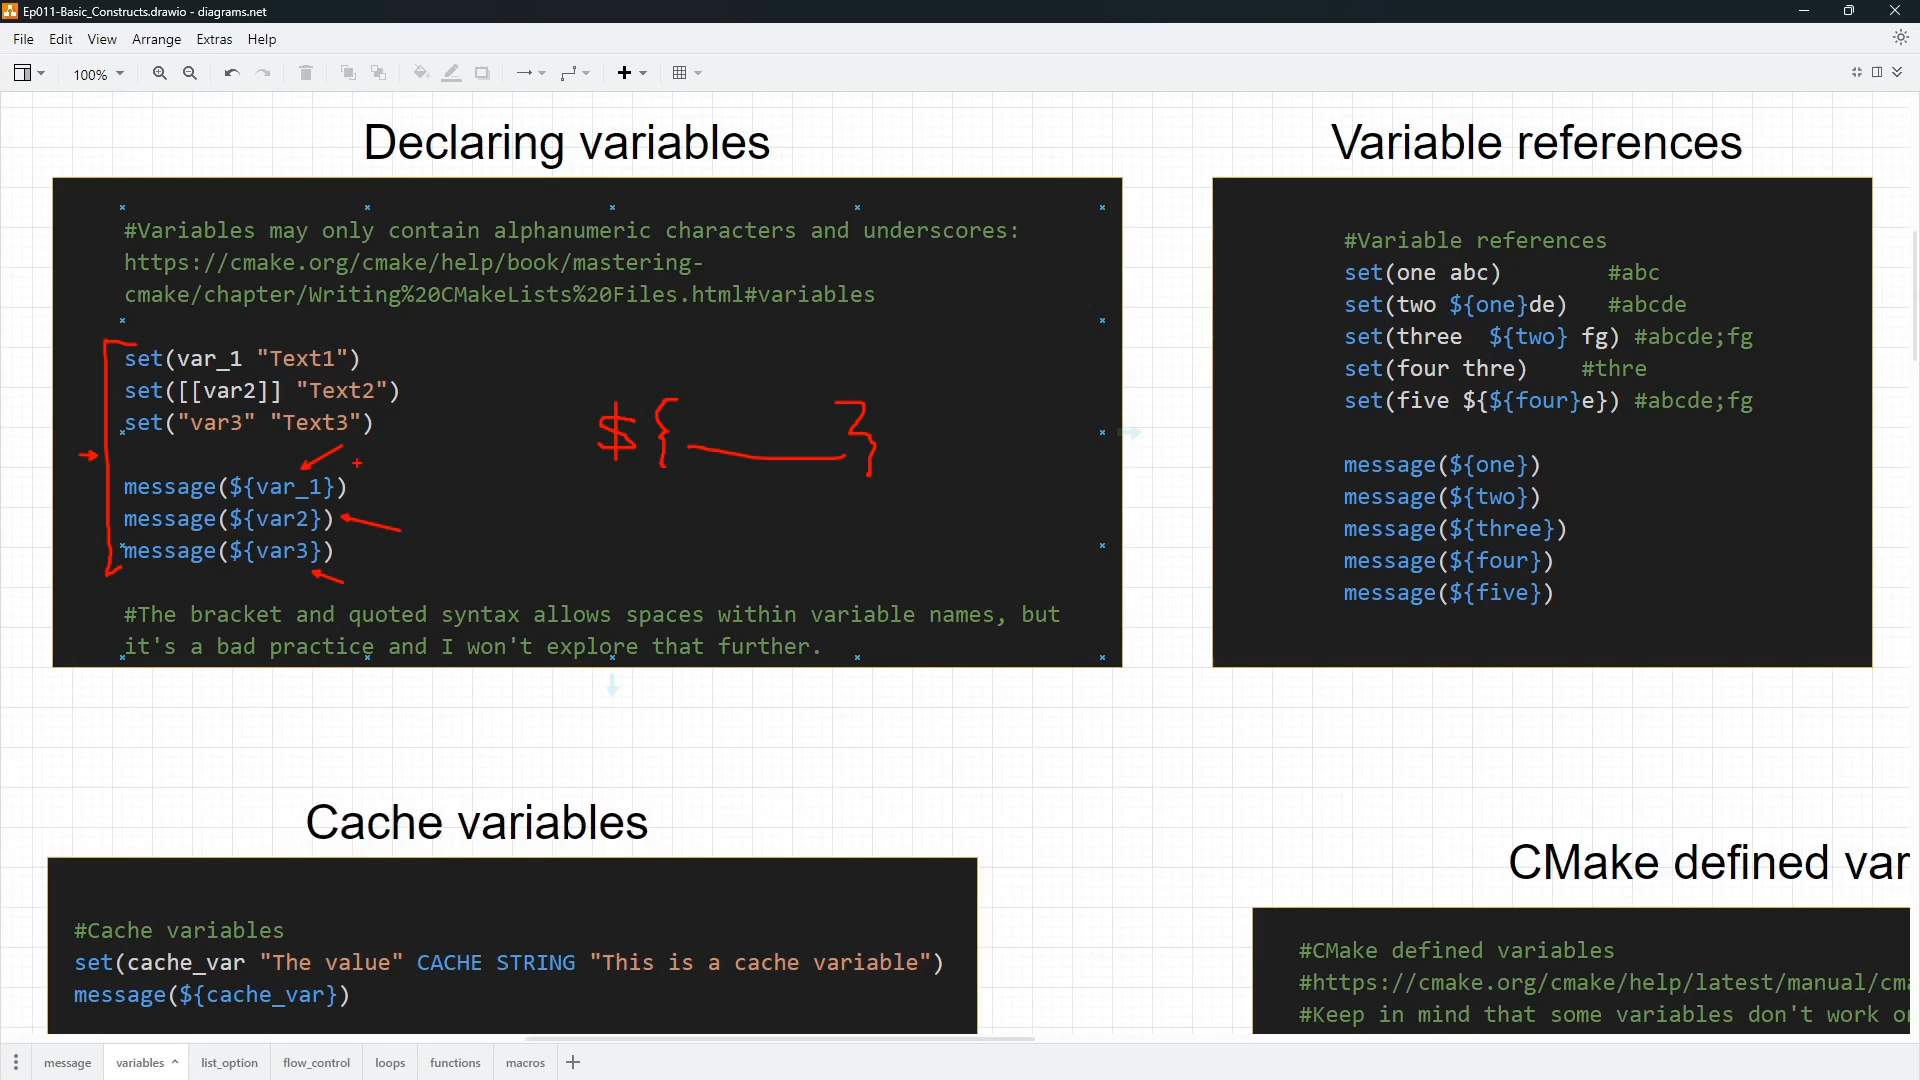 Ep011-Basic_Constructs.drawio - diagrams.net
File Edit View Arrange Extras Help
100%
Declaring variables
#Variables may only contain alphanumeric characters and underscores:
https://cmake.org/cmake/help/book/mastering-
cmake/chapter/Writing%20CMakeLists%20Files.html#variables
set(var_1 "Text1")
set([[var2]] "Text2")
set("var3" "Text3")
${____}
message(${var_1})
message(${var2})
message(${var3})
#The bracket and quoted syntax allows spaces within variable names, but
it's a bad practice and I won't explore that further.
Variable references
#Variable references
set(one abc) #abc
set(two ${one}de) #abcde
set(three ${two} fg) #abcde;fg
set(four thre) #thre
set(five ${${four}e}) #abcde;fg
message(${one})
message(${two})
message(${three})
message(${four})
message(${five})
Cache variables
#Cache variables
set(cache_var "The value" CACHE STRING "This is a cache variable")
message(${cache_var})
CMake defined var
#CMake defined variables
#https://cmake.org/cmake/help/latest/manual/cm
#Keep in mind that some variables don't work o
message variables list_option flow_control loops functions macros